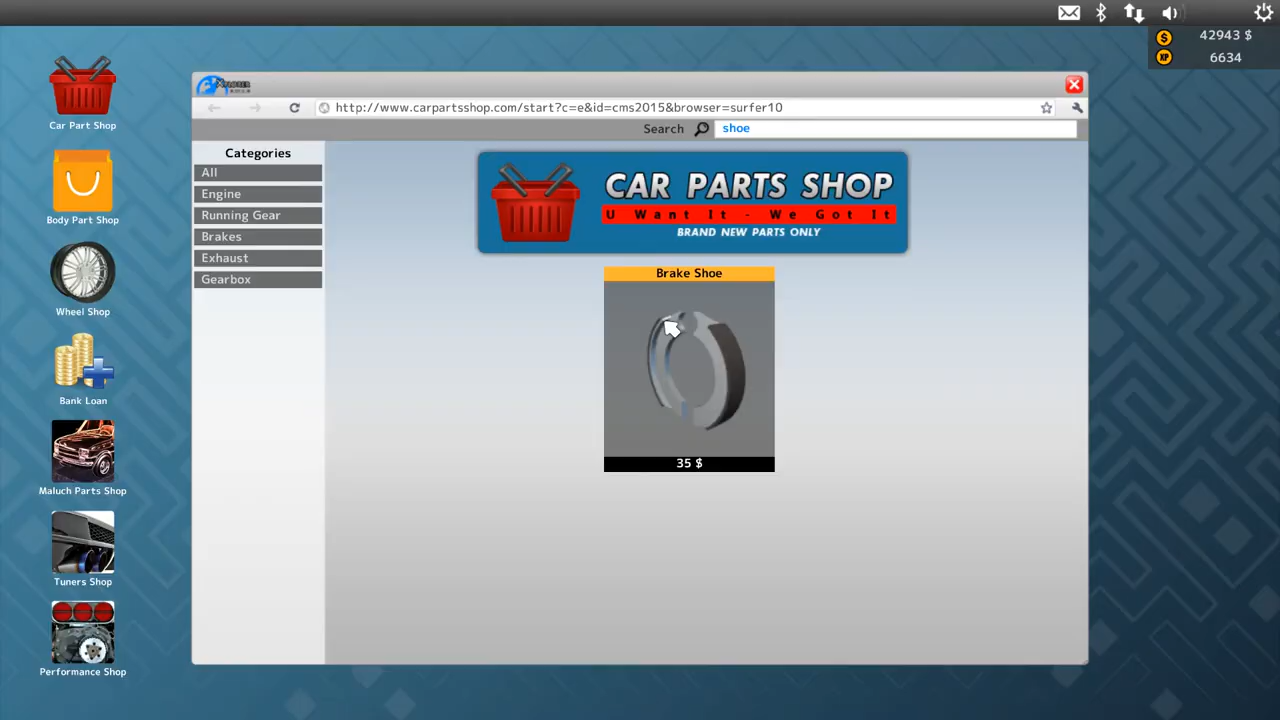 42943 $
6634
Car Part Shop
Body Part Shop
Wheel Shop
Bank Loan
Maluch Parts Shop
Tuners Shop
Performance Shop
http://www.carpartsshop.com/start?c=e&id=cms2015&browser=surfer10
Search
shoe
Categories
All
Engine
Running Gear
Brakes
Exhaust
Gearbox
CAR PARTS SHOP
U Want It - We Got It
BRAND NEW PARTS ONLY
Brake Shoe
35 $
$
XP